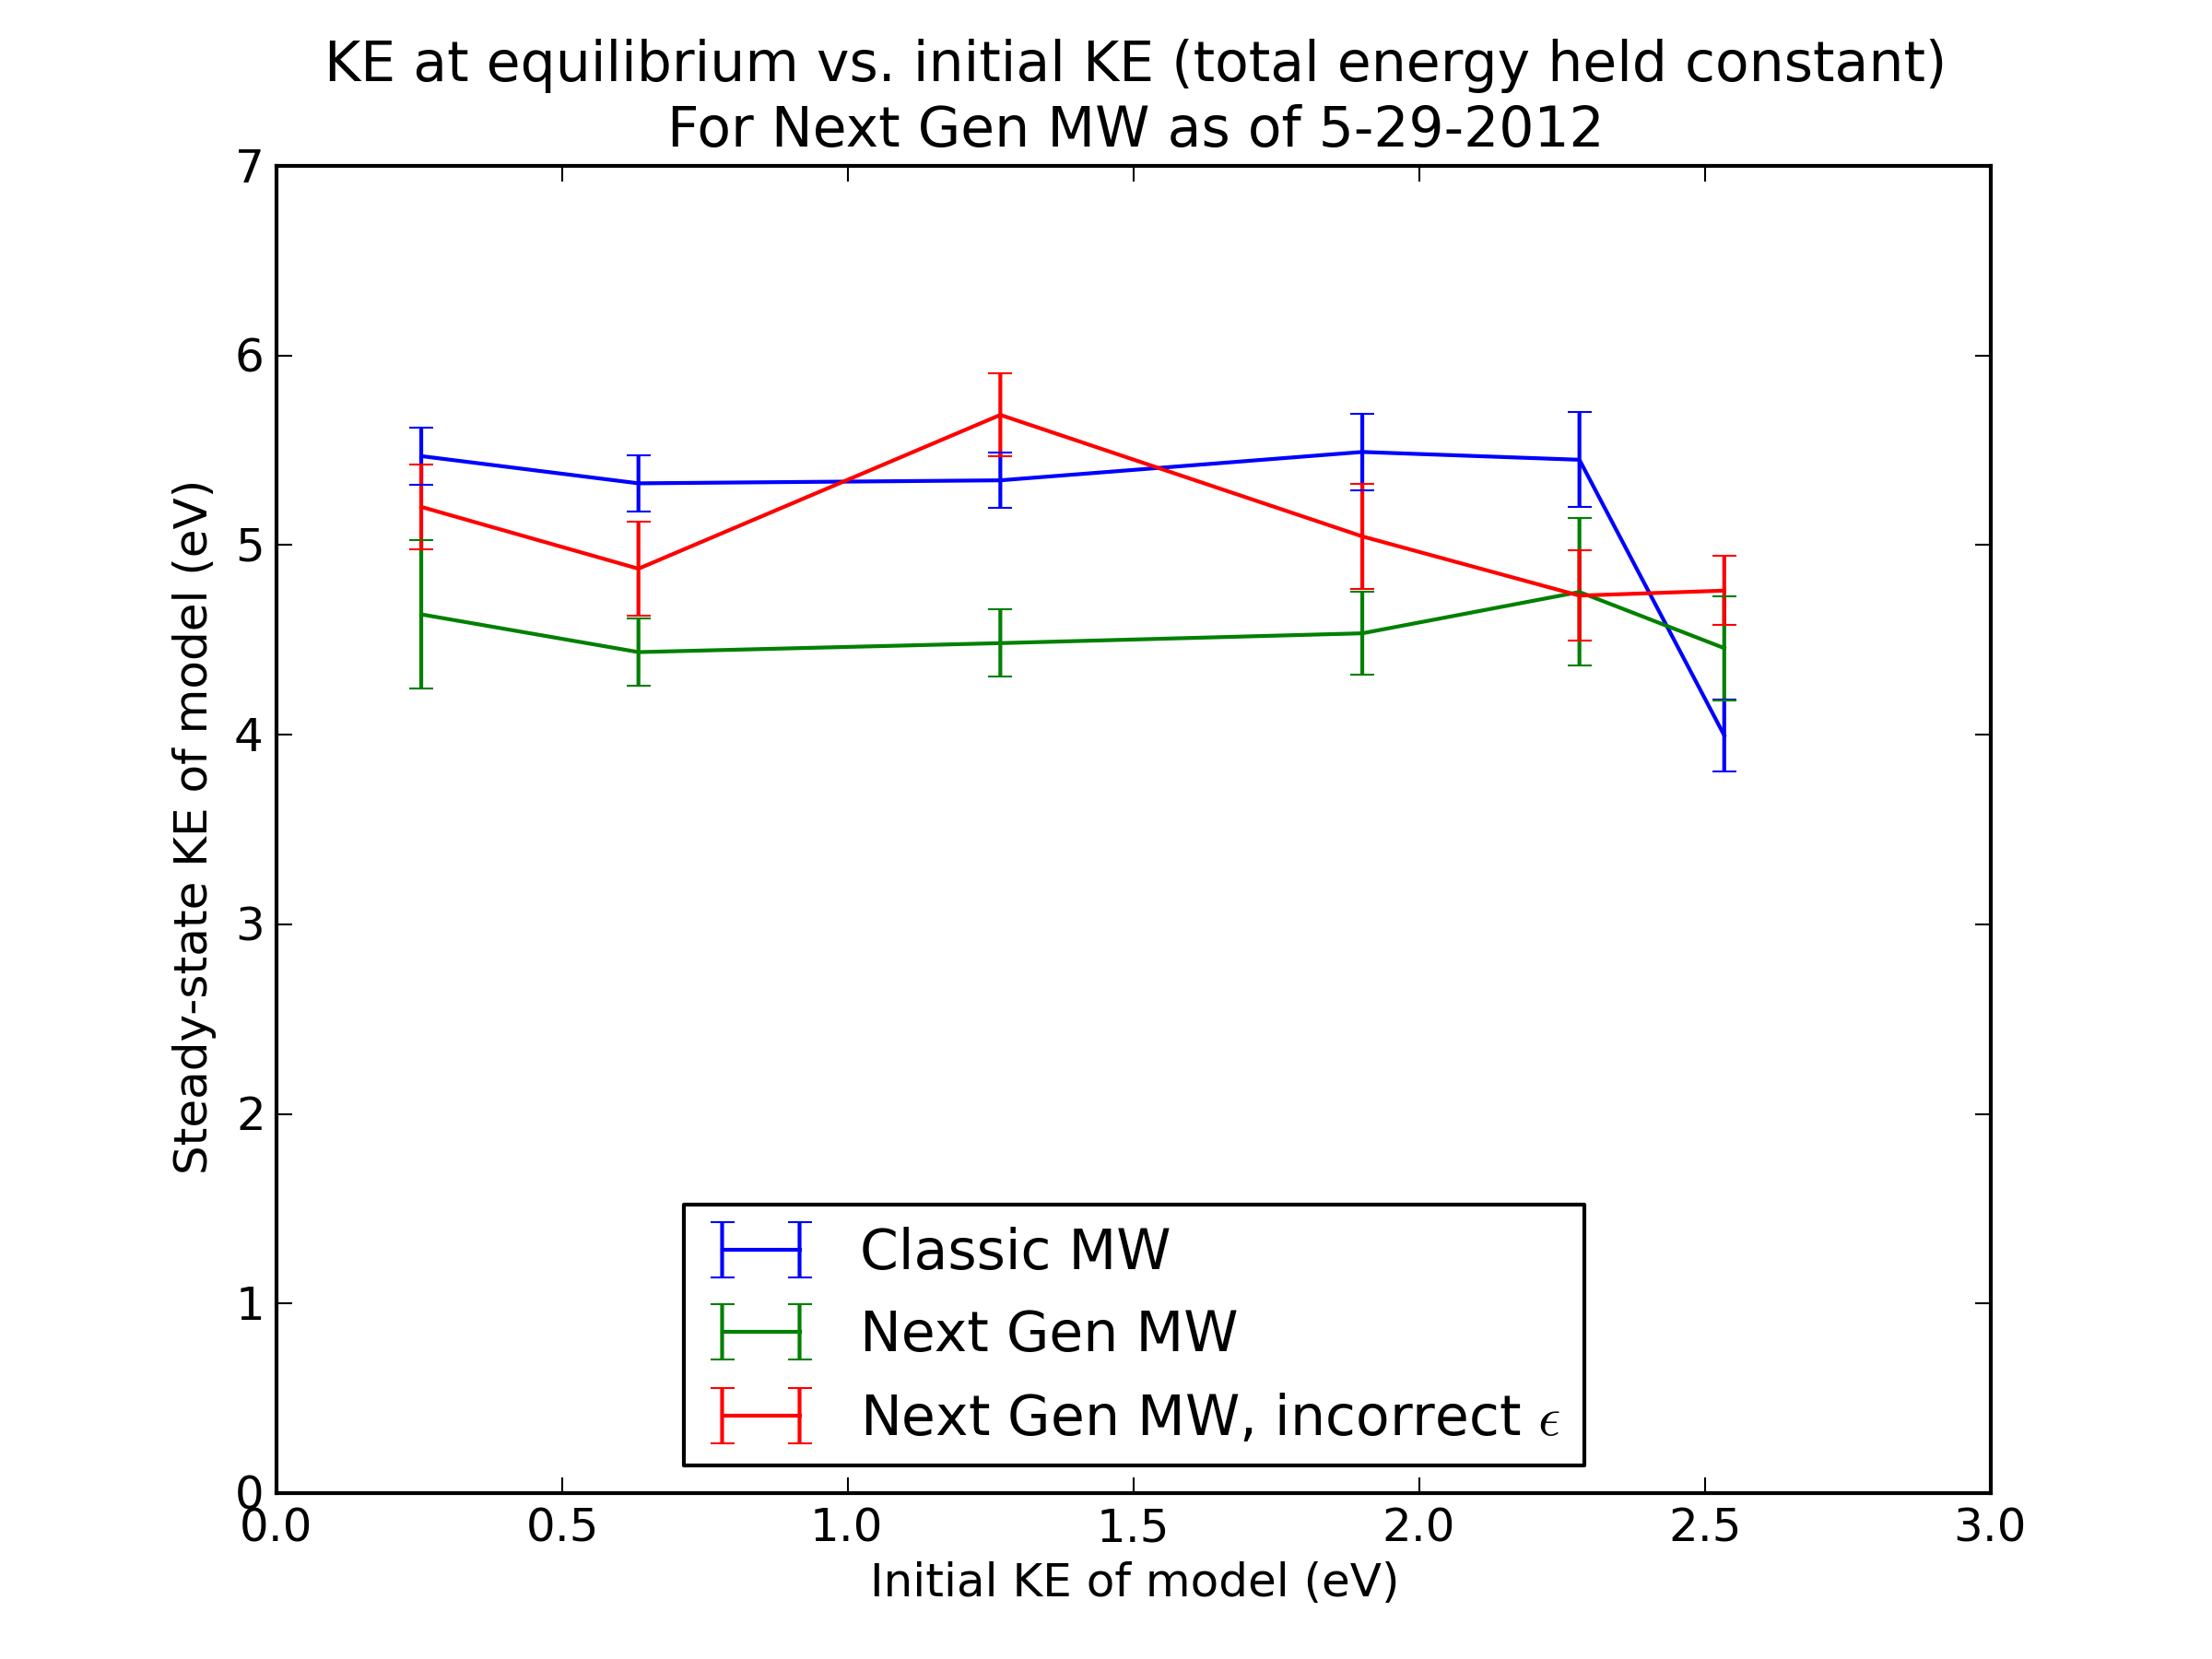 KE at equilibrium vs. initial KE (total energy held constant)
For Next Gen MW as of 5-29-2012
7
6
5
4
3
2
1
0
Steady-state KE of model (eV)
Classic MW
Next Gen MW
Next Gen MW, incorrect ϵ
0.0 0.5 1.0 1.5 2.0 2.5 3.0
Initial KE of model (eV)